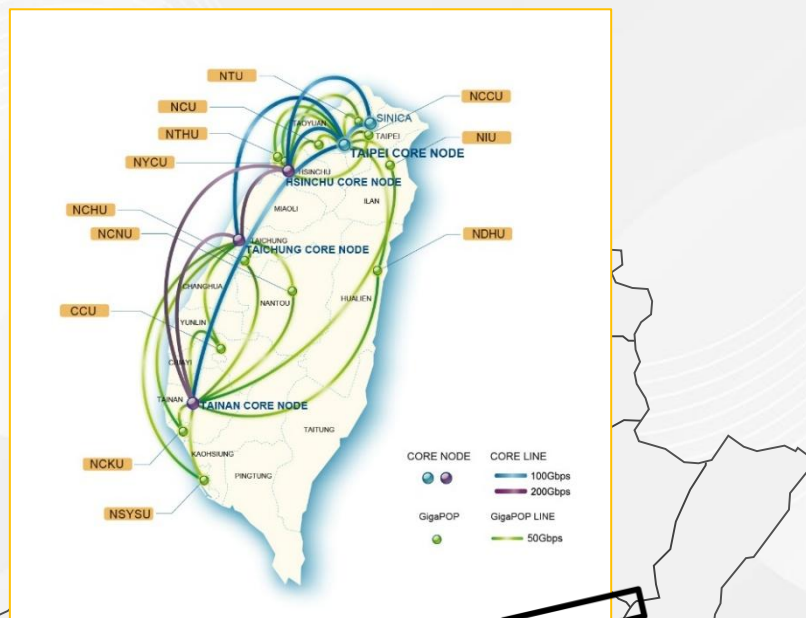 NTU
NCU
NTHU
NYCU
NCHU
NCNU
CCU
NCKU
NSYSU
NCCU
NIU
NDHU
SINICA
TAOYUAN
TAIPEI
TAIPEI CORE NODE
HSINCHU
HSINCHU CORE NODE
MIAOLI
ILAN
TAICHUNG
TAICHUNG CORE NODE
CHANGHUA
NANTOU
HUALIEN
YUNLIN
CHIAYI
TAINAN
TAINAN CORE NODE
TAITUNG
KAOHSIUNG
PINGTUNG
CORE NODE
CORE LINE
100Gbps
200Gbps
GigaPOP
GigaPOP LINE
50Gbps